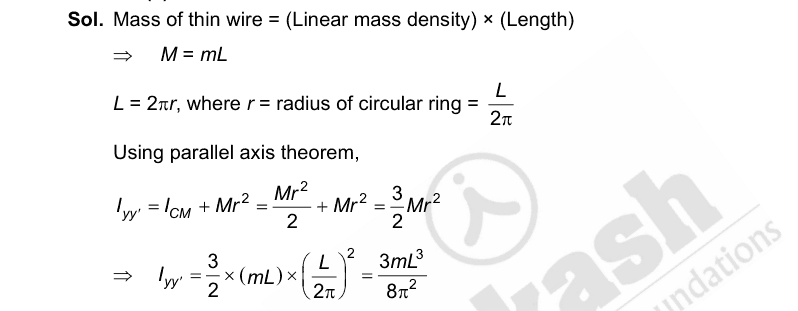 Sol. Mass of thin wire = (Linear mass density) × (Length)
⇒ M = mL
L = 2πr, where r = radius of circular ring = L/2π
Using parallel axis theorem,
I_yy′ = I_CM + Mr² = Mr²/2 + Mr² = 3/2 Mr²
⇒ I_yy′ = 3/2 × (mL) × (L/2π)² = 3mL³/8π²